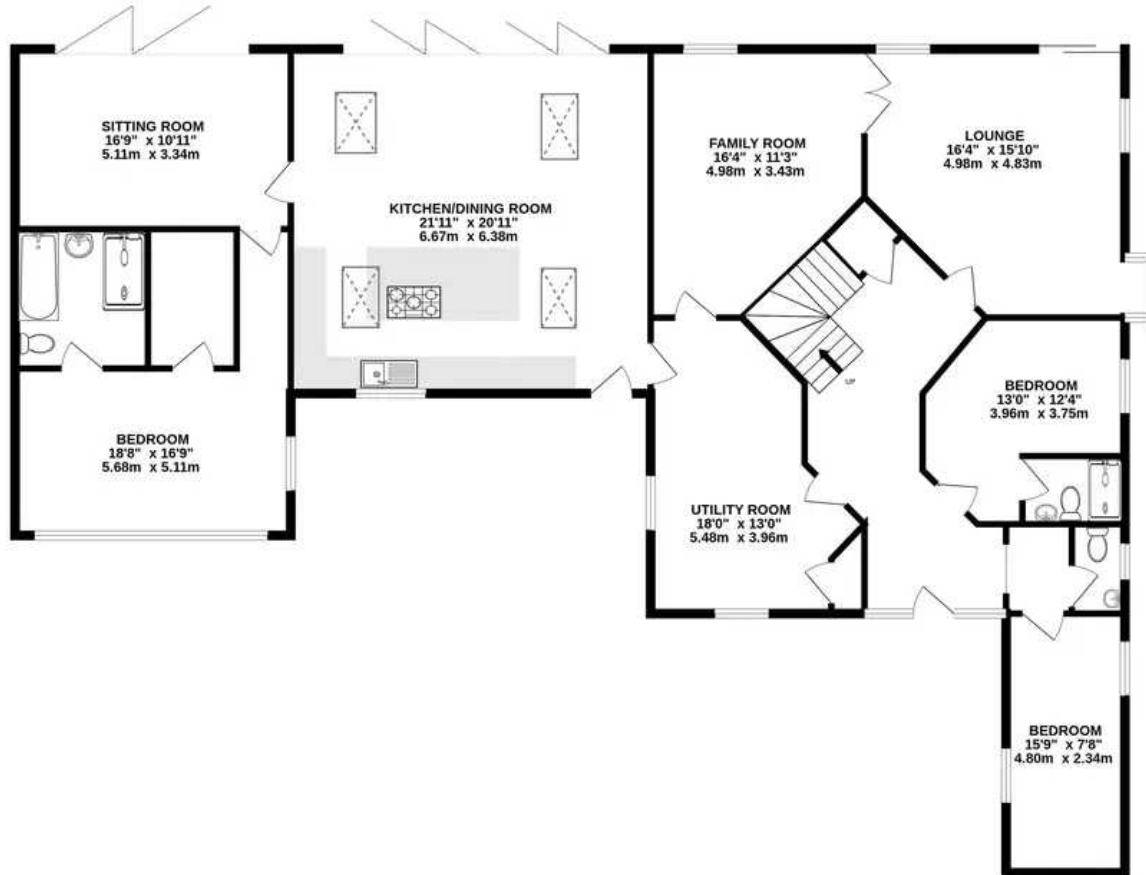 SITTING ROOM
16'9" x 10'11"
5.11m x 3.34m
KITCHEN/DINING ROOM
21'11" x 20'11"
6.67m x 6.38m
FAMILY ROOM
16'4" x 11'3"
4.98m x 3.43m
LOUNGE
16'4" x 15'10"
4.98m x 4.83m
UP
BEDROOM
18'8" x 16'9"
5.68m x 5.11m
BEDROOM
13'0" x 12'4"
3.96m x 3.75m
UTILITY ROOM
18'0" x 13'0"
5.48m x 3.96m
BEDROOM
15'9" x 7'8"
4.80m x 2.34m